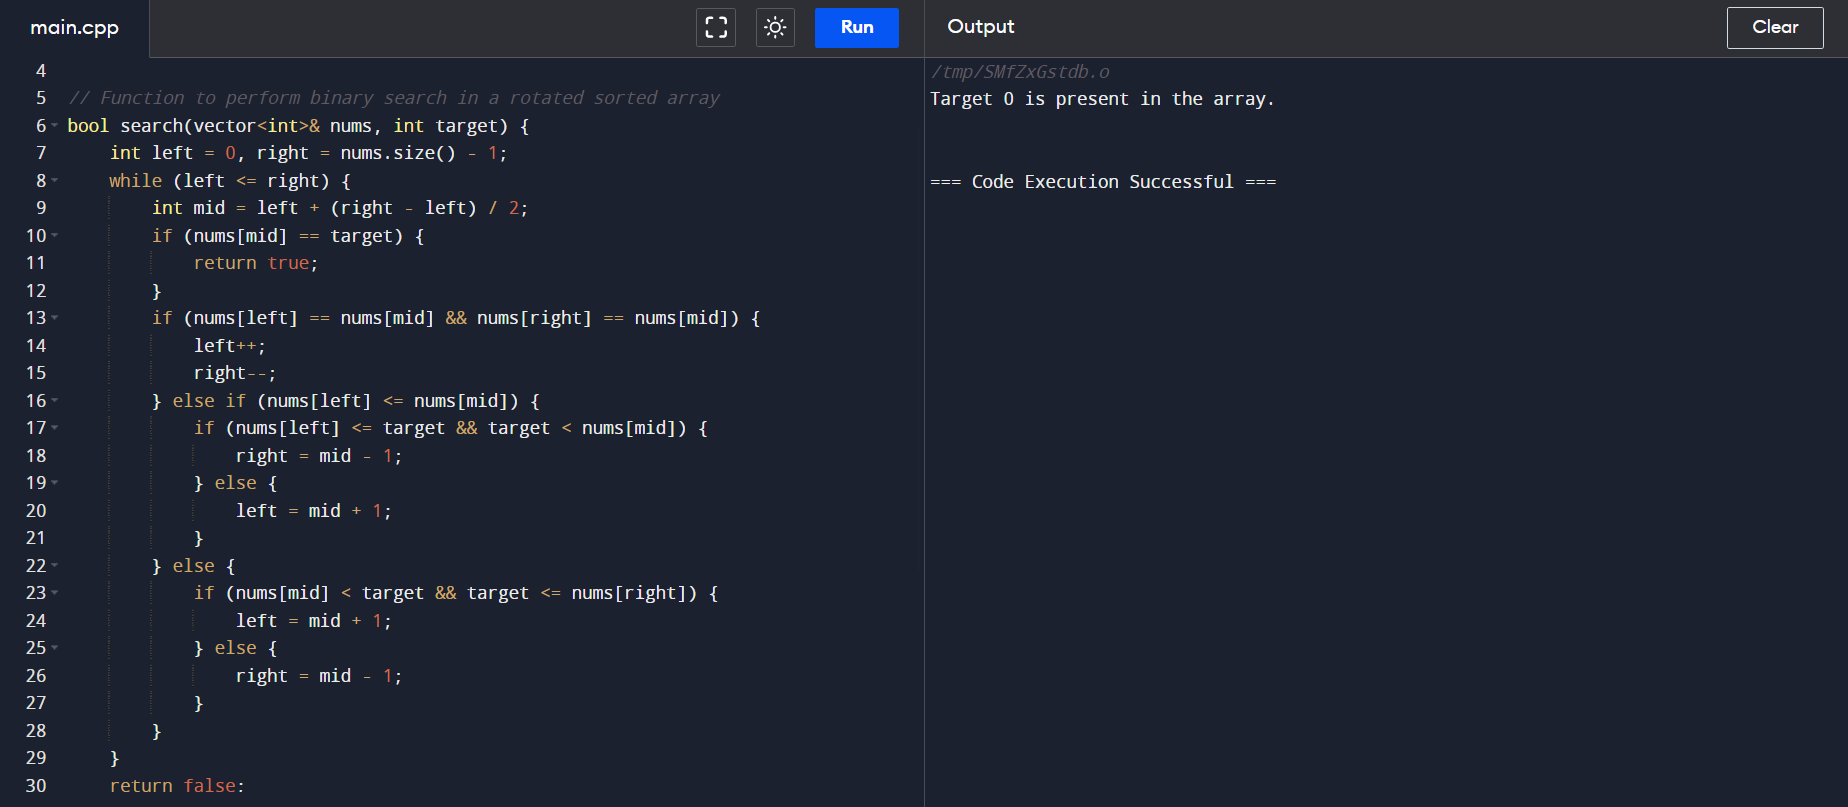 main.cpp
Run
4
5 // Function to perform binary search in a rotated sorted array
6 bool search(vector<int>& nums, int target) {
7     int left = 0, right = nums.size() - 1;
8     while (left <= right) {
9         int mid = left + (right - left) / 2;
10         if (nums[mid] == target) {
11             return true;
12         }
13         if (nums[left] == nums[mid] && nums[right] == nums[mid]) {
14             left++;
15             right--;
16         } else if (nums[left] <= nums[mid]) {
17             if (nums[left] <= target && target < nums[mid]) {
18                 right = mid - 1;
19             } else {
20                 left = mid + 1;
21             }
22         } else {
23             if (nums[mid] < target && target <= nums[right]) {
24                 left = mid + 1;
25             } else {
26                 right = mid - 1;
27             }
28         }
29     }
30     return false;
Output
Clear
/tmp/SMfZxGstdb.o
Target 0 is present in the array.
=== Code Execution Successful ===